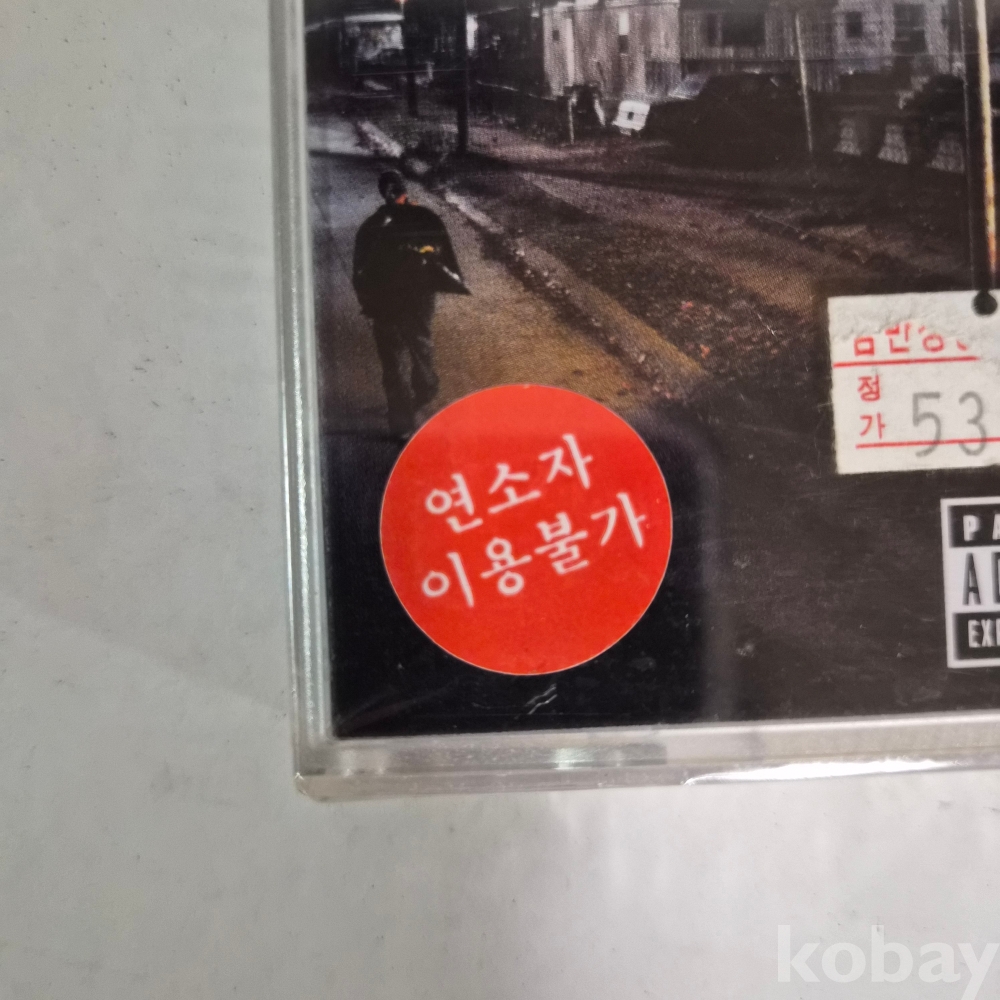 정
가 53
연소자
이용불가
kobay